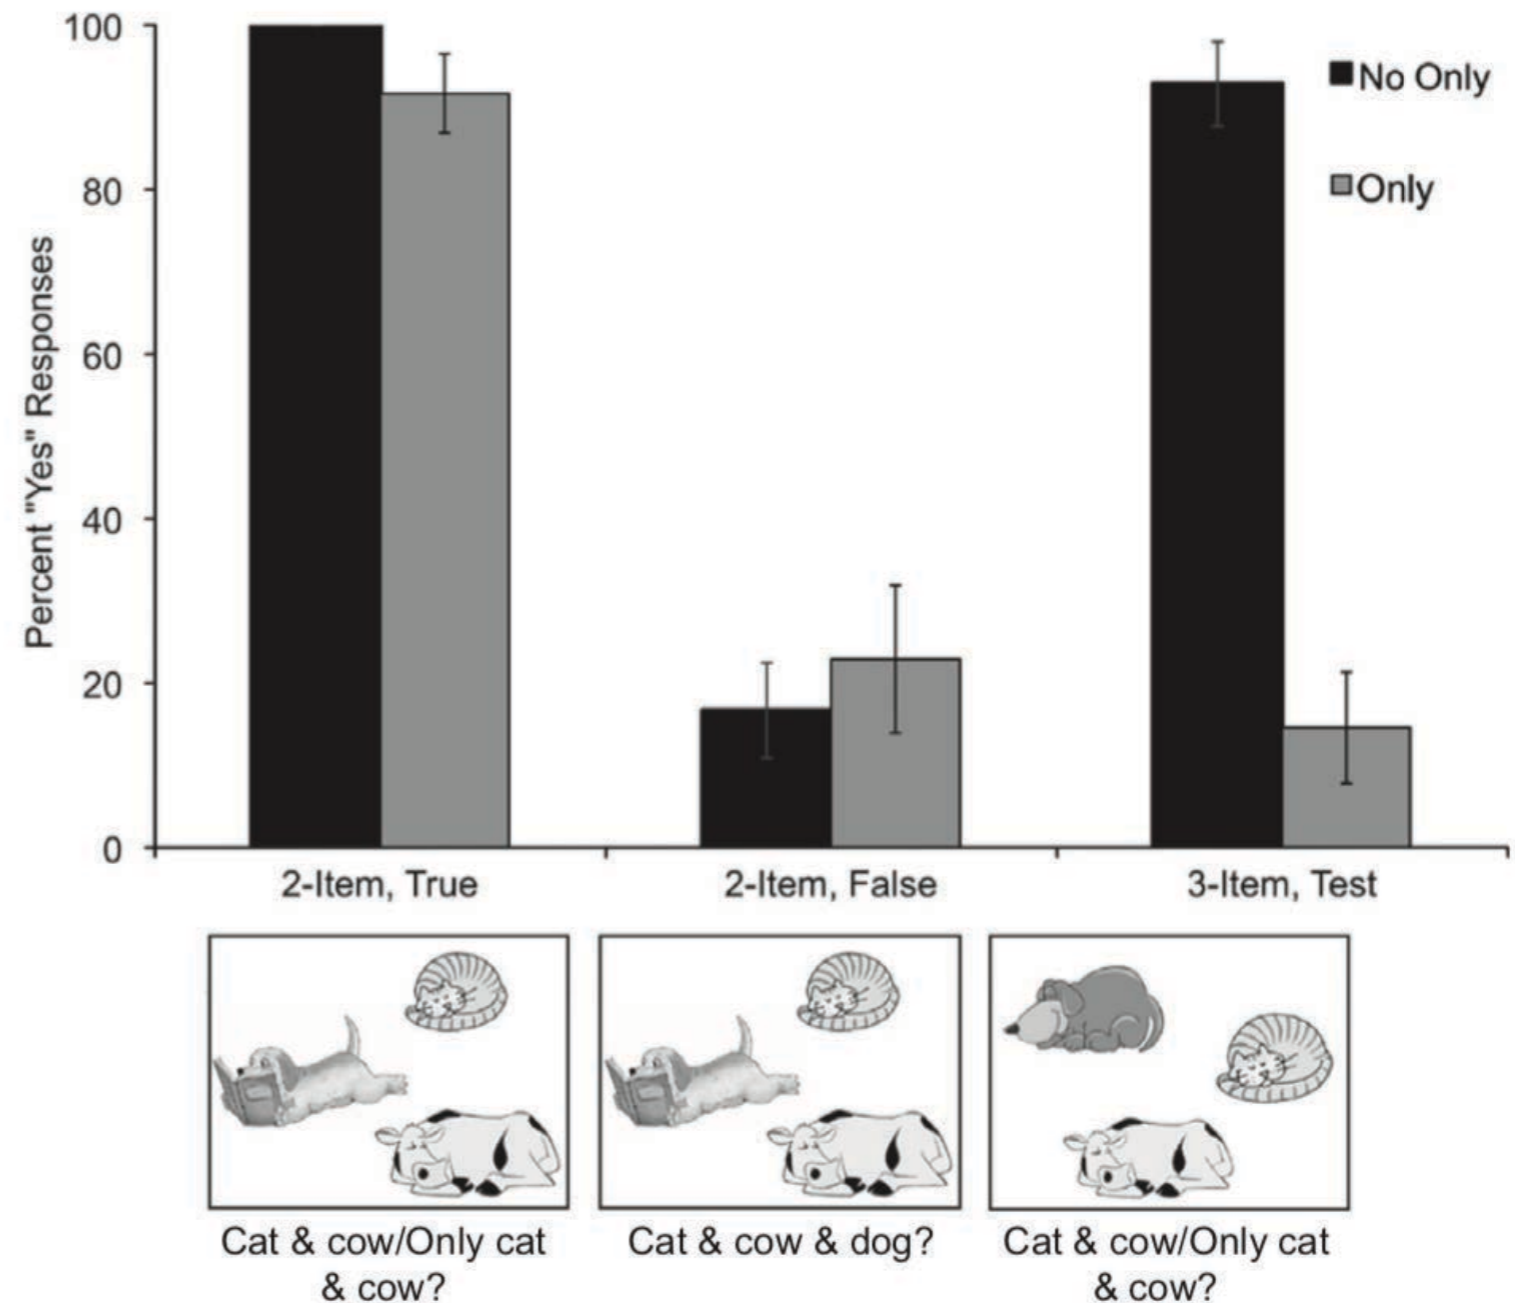 100
80
60
40
20
0
Percent "Yes" Responses
No Only
Only
2-Item, True
2-Item, False
3-Item, Test
Cat & cow/Only cat
& cow?
Cat & cow & dog?
Cat & cow/Only cat
& cow?